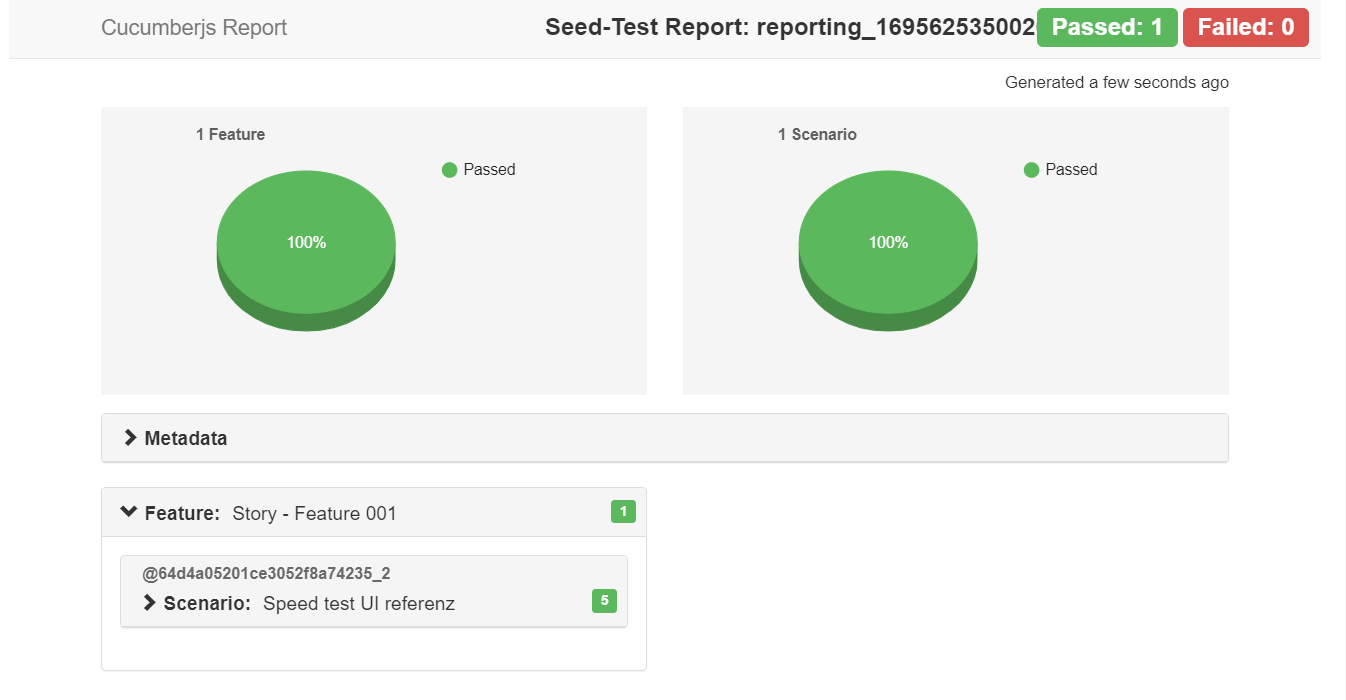 Cucumberjs Report
Seed-Test Report: reporting_169562535002
Passed: 1
Failed: 0
Generated a few seconds ago
1 Feature
Passed
100%
1 Scenario
Passed
100%
Metadata
Feature: Story - Feature 001
1
@64d4a05201ce3052f8a74235_2
Scenario: Speed test UI referenz
5